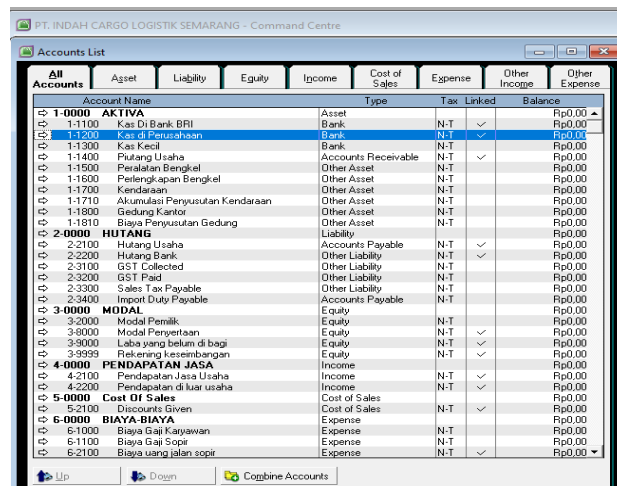 PT. INDAH CARGO LOGISTIK SEMARANG - Command Centre
Accounts List
All Accounts Asset Liability Equity Income Cost of Sales Expense Other Income Other Expense
Account Name Type Tax Linked Balance
1-0000 AKTIVA Asset Rp0,00
1-1100 Kas Di Bank BRI Bank N-T ✓ Rp0,00
1-1200 Kas di Perusahaan Bank N-T ✓ Rp0,00
1-1300 Kas Kecil Bank N-T Rp0,00
1-1400 Piutang Usaha Accounts Receivable N-T ✓ Rp0,00
1-1500 Peralatan Bengkel Other Asset N-T Rp0,00
1-1600 Perlengkapan Bengkel Other Asset N-T Rp0,00
1-1700 Kendaraan Other Asset N-T Rp0,00
1-1710 Akumulasi Penyusutan Kendaraan Other Asset N-T Rp0,00
1-1800 Gedung Kantor Other Asset N-T Rp0,00
1-1810 Biaya Penyusutan Gedung Other Asset N-T Rp0,00
2-0000 HUTANG Liability Rp0,00
2-2100 Hutang Usaha Accounts Payable N-T ✓ Rp0,00
2-2200 Hutang Bank Other Liability N-T ✓ Rp0,00
2-3100 GST Collected Other Liability N-T Rp0,00
2-3200 GST Paid Other Liability N-T Rp0,00
2-3300 Sales Tax Payable Other Liability N-T Rp0,00
2-3400 Import Duty Payable Accounts Payable N-T Rp0,00
3-0000 MODAL Equity Rp0,00
3-2000 Modal Pemilik Equity N-T Rp0,00
3-8000 Modal Penyertaan Equity N-T ✓ Rp0,00
3-9000 Laba yang belum di bagi Equity N-T ✓ Rp0,00
3-9999 Rekening keseimbangan Equity N-T ✓ Rp0,00
4-0000 PENDAPATAN JASA Income Rp0,00
4-2100 Pendapatan Jasa Usaha Income N-T ✓ Rp0,00
4-2200 Pendapatan di luar usaha Income N-T ✓ Rp0,00
5-0000 Cost Of Sales Cost of Sales Rp0,00
5-2100 Discounts Given Cost of Sales N-T ✓ Rp0,00
6-0000 BIAYA-BIAYA Expense Rp0,00
6-1000 Biaya Gaji Karyawan Expense N-T Rp0,00
6-1100 Biaya Gaji Sopir Expense N-T Rp0,00
6-2100 Biaya uang jalan sopir Expense N-T ✓ Rp0,00
Up Down Combine Accounts